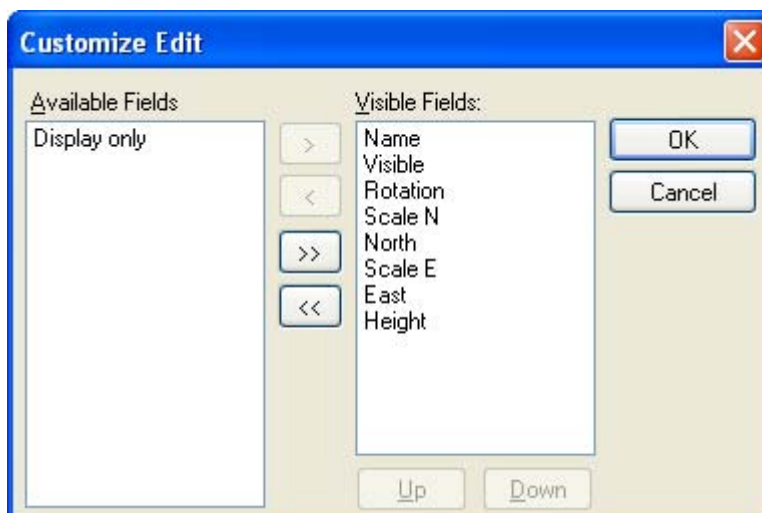 Customize Edit
Available Fields
Display only
>
<
>>
<<
Visible Fields:
Name
Visible
Rotation
Scale N
North
Scale E
East
Height
Up
Down
OK
Cancel